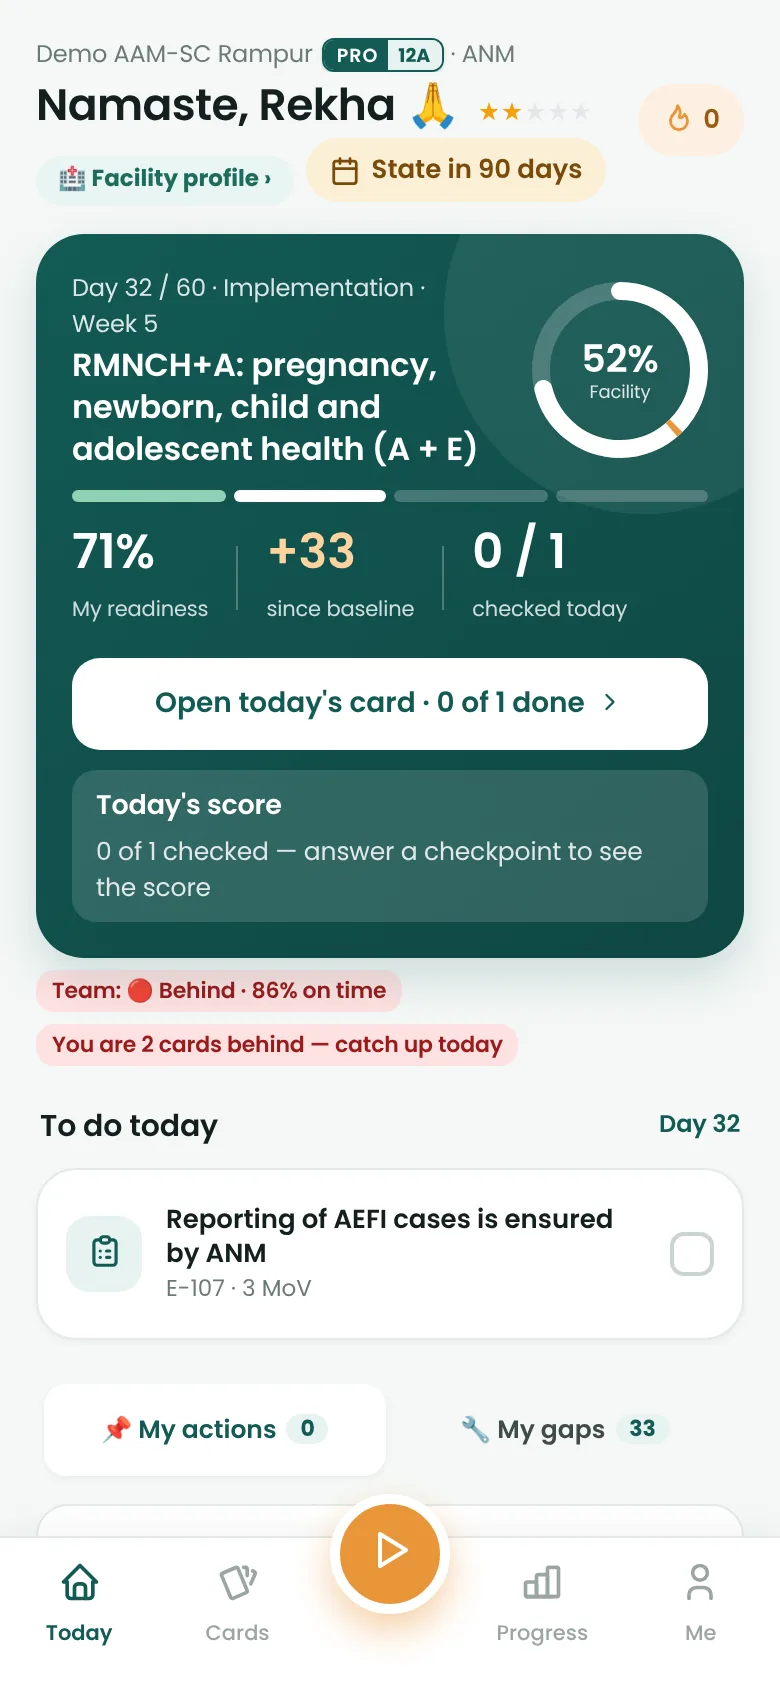 Demo AAM-SC Rampur PRO 12A · ANM
Namaste, Rekha 🙏 ★★★★★
🔥 0
🏥 Facility profile ›
State in 90 days
Day 32 / 60 · Implementation ·
Week 5
RMNCH+A: pregnancy,
newborn, child and
adolescent health (A + E)
52%
Facility
71%
My readiness
+33
since baseline
0 / 1
checked today
Open today's card · 0 of 1 done ›
Today's score
0 of 1 checked — answer a checkpoint to see
the score
Team: 🔴 Behind · 86% on time
You are 2 cards behind — catch up today
To do today
Day 32
Reporting of AEFI cases is ensured
by ANM
E-107 · 3 MoV
📌 My actions 0
🔧 My gaps 33
Today
Cards
Progress
Me